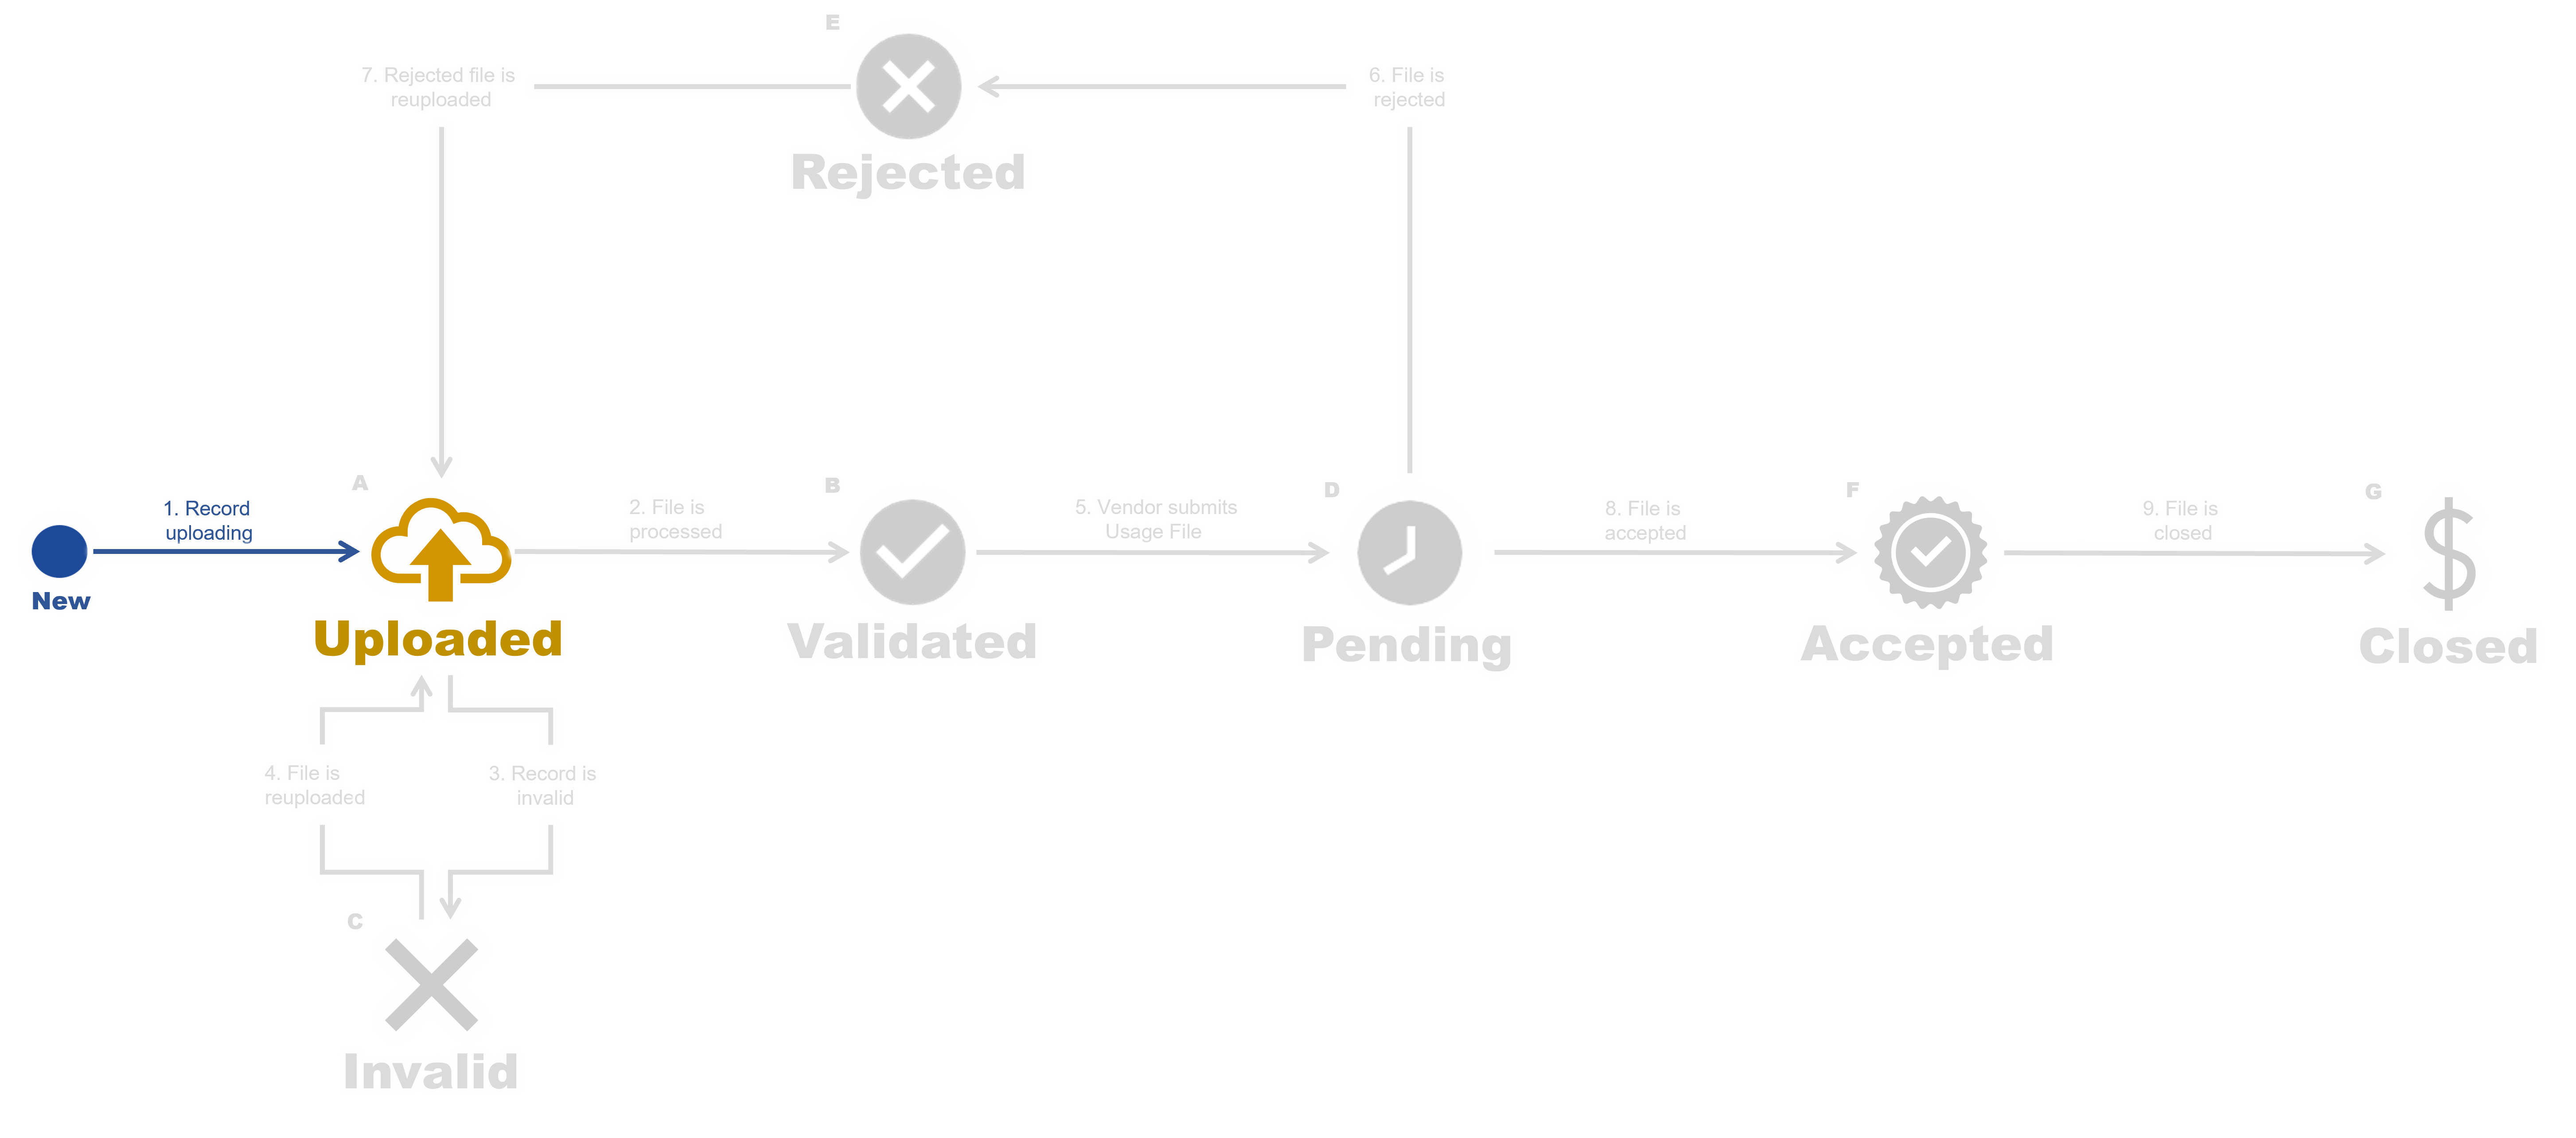 E
7. Rejected file is
reuploaded
6. File is
rejected
Rejected
A
1. Record
uploading
2. File is
processed
B
5. Vendor submits
Usage File
D
8. File is
accepted
F
9. File is
closed
G
New
Uploaded
Validated
Pending
Accepted
Closed
4. File is
reuploaded
3. Record is
invalid
C
Invalid